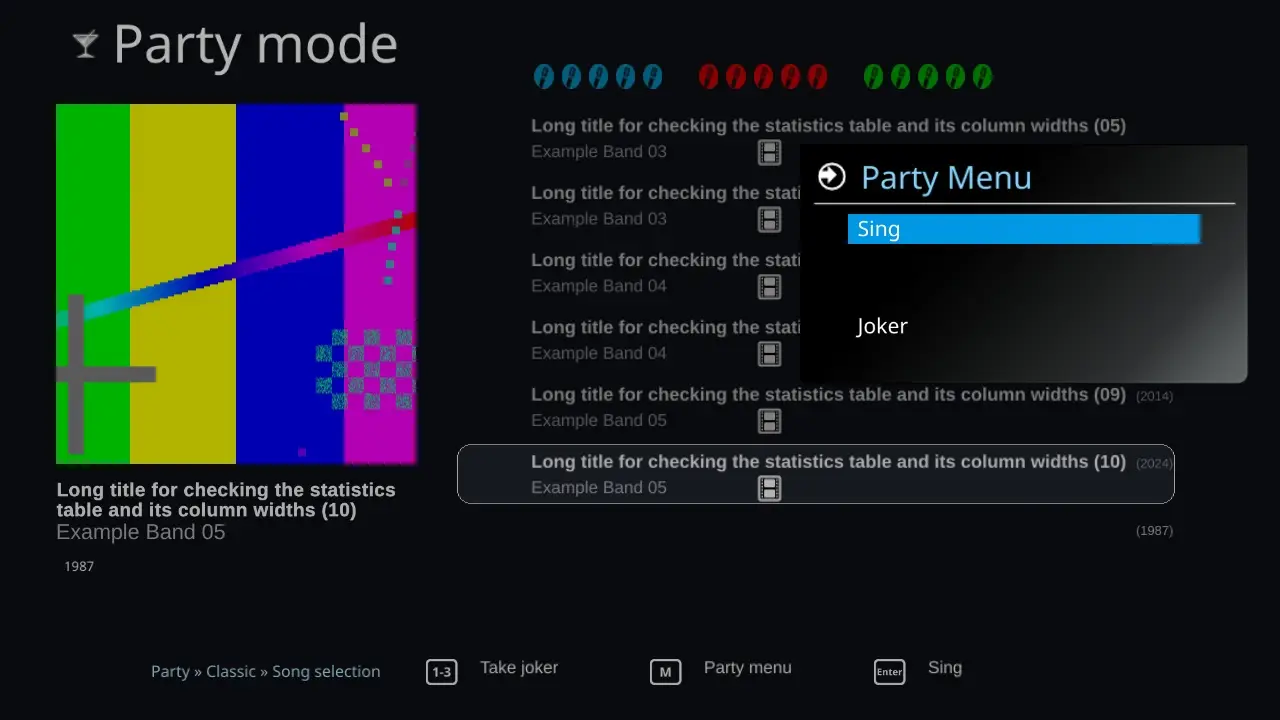 Party mode
Long title for checking the statistics table and its column widths (05)
Example Band 03
Long title for checking the stati
Example Band 03
Long title for checking the stati
Example Band 04
Long title for checking the stati
Example Band 04
Long title for checking the statistics table and its column widths (09) (2014)
Example Band 05
Long title for checking the statistics table and its column widths (10) (2024)
Example Band 05
(1987)
Party Menu
Sing
Joker
Long title for checking the statistics
table and its column widths (10)
Example Band 05
1987
Party » Classic » Song selection
1-3 Take joker
M Party menu
Enter Sing